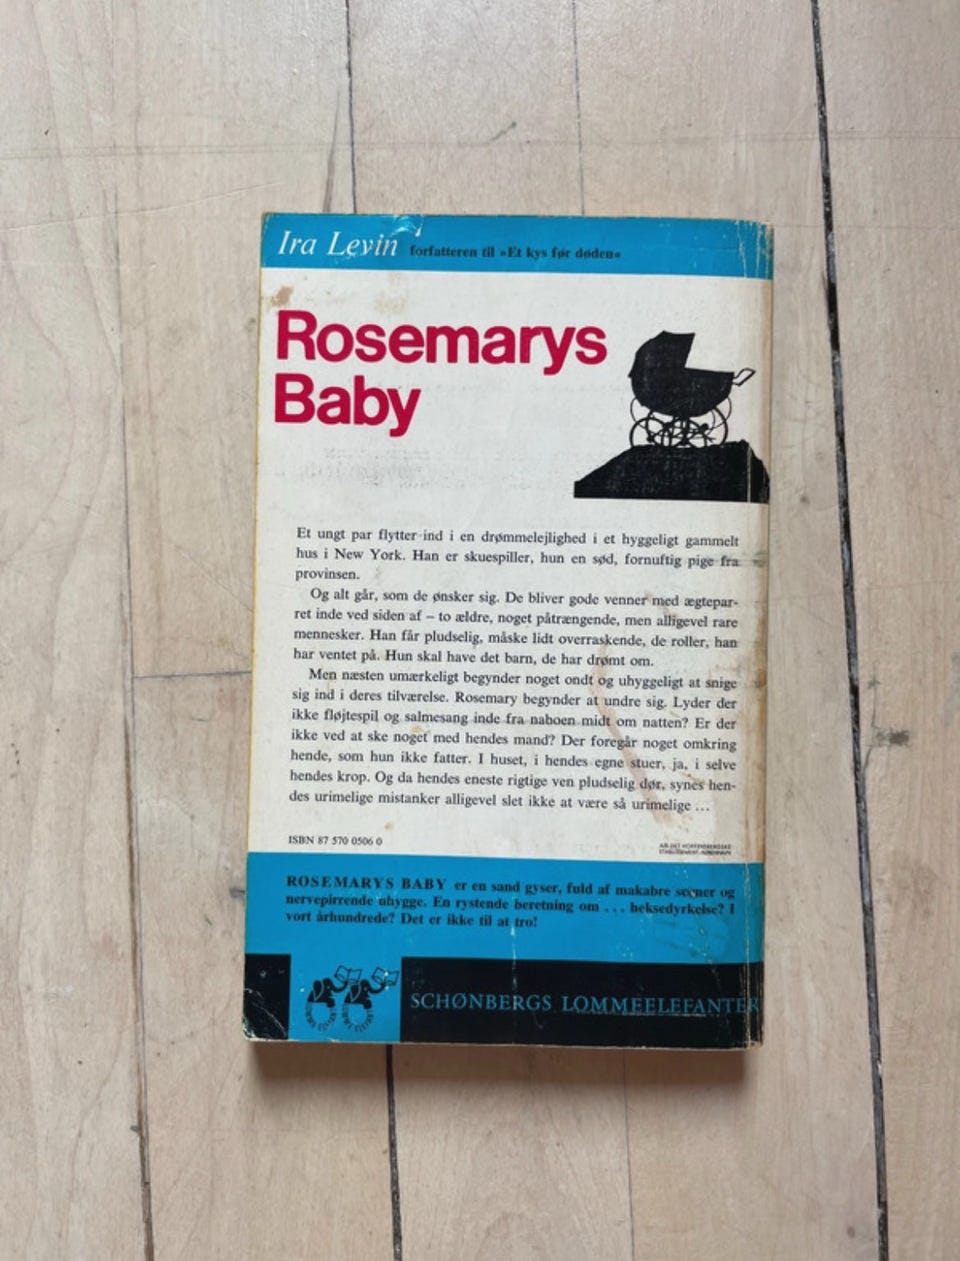 Ira Levin forfatteren til »Et kys før døden«
Rosemarys
Baby
Et ungt par flytter ind i en drømmelejlighed i et hyggeligt gammelt
hus i New York. Han er skuespiller, hun en sød, fornuftig pige fra
provinsen.
Og alt går, som de ønsker sig. De bliver gode venner med ægtepar-
ret inde ved siden af – to ældre, noget påtrængende, men alligevel rare
mennesker. Han får pludselig, måske lidt overraskende, de roller, han
har ventet på. Hun skal have det barn, de har drømt om.
Men næsten umærkeligt begynder noget ondt og uhyggeligt at snige
sig ind i deres tilværelse. Rosemary begynder at undre sig. Lyder der
ikke fløjtespil og salmesang inde fra naboen midt om natten? Er der
ikke ved at ske noget med hendes mand? Der foregår noget omkring
hende, som hun ikke fatter. I huset, i hendes egne stuer, ja, i selve
hendes krop. Og da hendes eneste rigtige ven pludselig dør, synes hen-
des urimelige mistanker alligevel slet ikke at være så urimelige ...
ISBN 87 570 0506 0
ROSEMARYS BABY er en sand gyser, fuld af makabre scener og
nervepirrende uhygge. En rystende beretning om ... heksedyrkelse? I
vort århundrede? Det er ikke til at tro!
SCHØNBERGS LOMMEELEFANTER